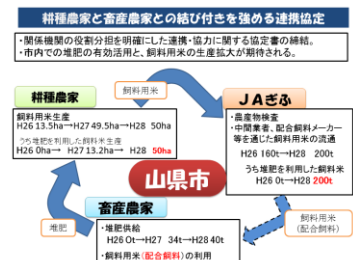 耕種農家と畜産農家との結び付きを強める連携協定
・関係機関の役割分担を明確にした連携・協力に関する協定書の締結。
・市内での堆肥の有効活用と、飼料用米の生産拡大が期待される。
飼料用米
耕種農家
飼料用米生産
H26 13.5ha→H27 49.5ha→H28 50ha
うち堆肥を利用した飼料米生産
H26 0ha→ H27 13.2ha→ H28 50ha
JAぎふ
・農産物検査
・中間業者、配合飼料メーカー
等を通じた飼料用米の流通
H26 160t→H28 200t
うち堆肥を利用した飼料米
H26 0t→H28 200t
山県市
堆肥
畜産農家
・堆肥供給
H26 0t→H27 34t→H28 40t
・飼料用米(配合飼料)の利用
飼料用米
(配合飼料)